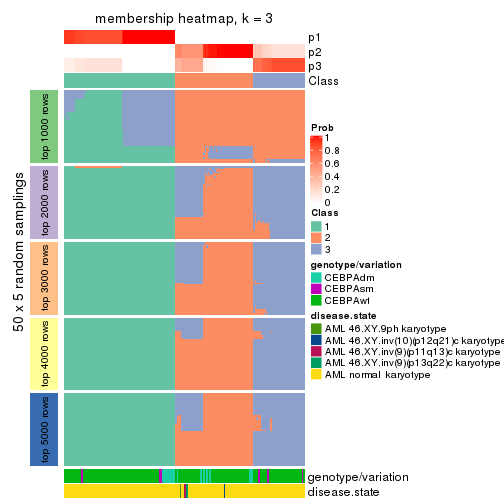 membership heatmap, k = 3
p1
p2
p3
Class
50 x 5 random samplings
top 1000 rows
top 2000 rows
top 3000 rows
top 4000 rows
top 5000 rows
Prob
1
0.8
0.6
0.4
0.2
0
Class
1
2
3
genotype/variation
CEBPAdm
CEBPAsm
CEBPAwt
disease.state
AML 46.XY.9ph karyotype
AML 46.XY.inv(10)(p12q21)c karyotype
AML 46.XY.inv(9)(p11q13)c karyotype
AML 46.XY.inv(9)(p13q22)c karyotype
AML normal karyotype
genotype/variation
disease.state